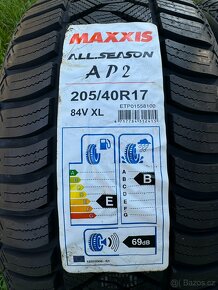 MAXXIS
ALL.SEASON
AP2
205/40R17
84V XL
ETP01558100
E
B
69dB